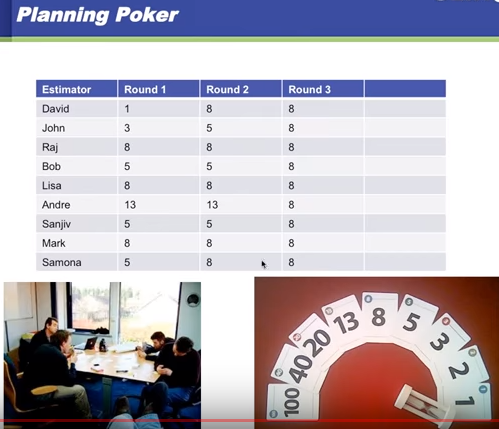 Planning Poker
Estimator Round 1 Round 2 Round 3
David 1 8 8
John 3 5 8
Raj 8 8 8
Bob 5 5 8
Lisa 8 8 8
Andre 13 13 8
Sanjiv 5 5 8
Mark 8 8 8
Samona 5 8 8
100 40 20 13 8 5 3 2 1